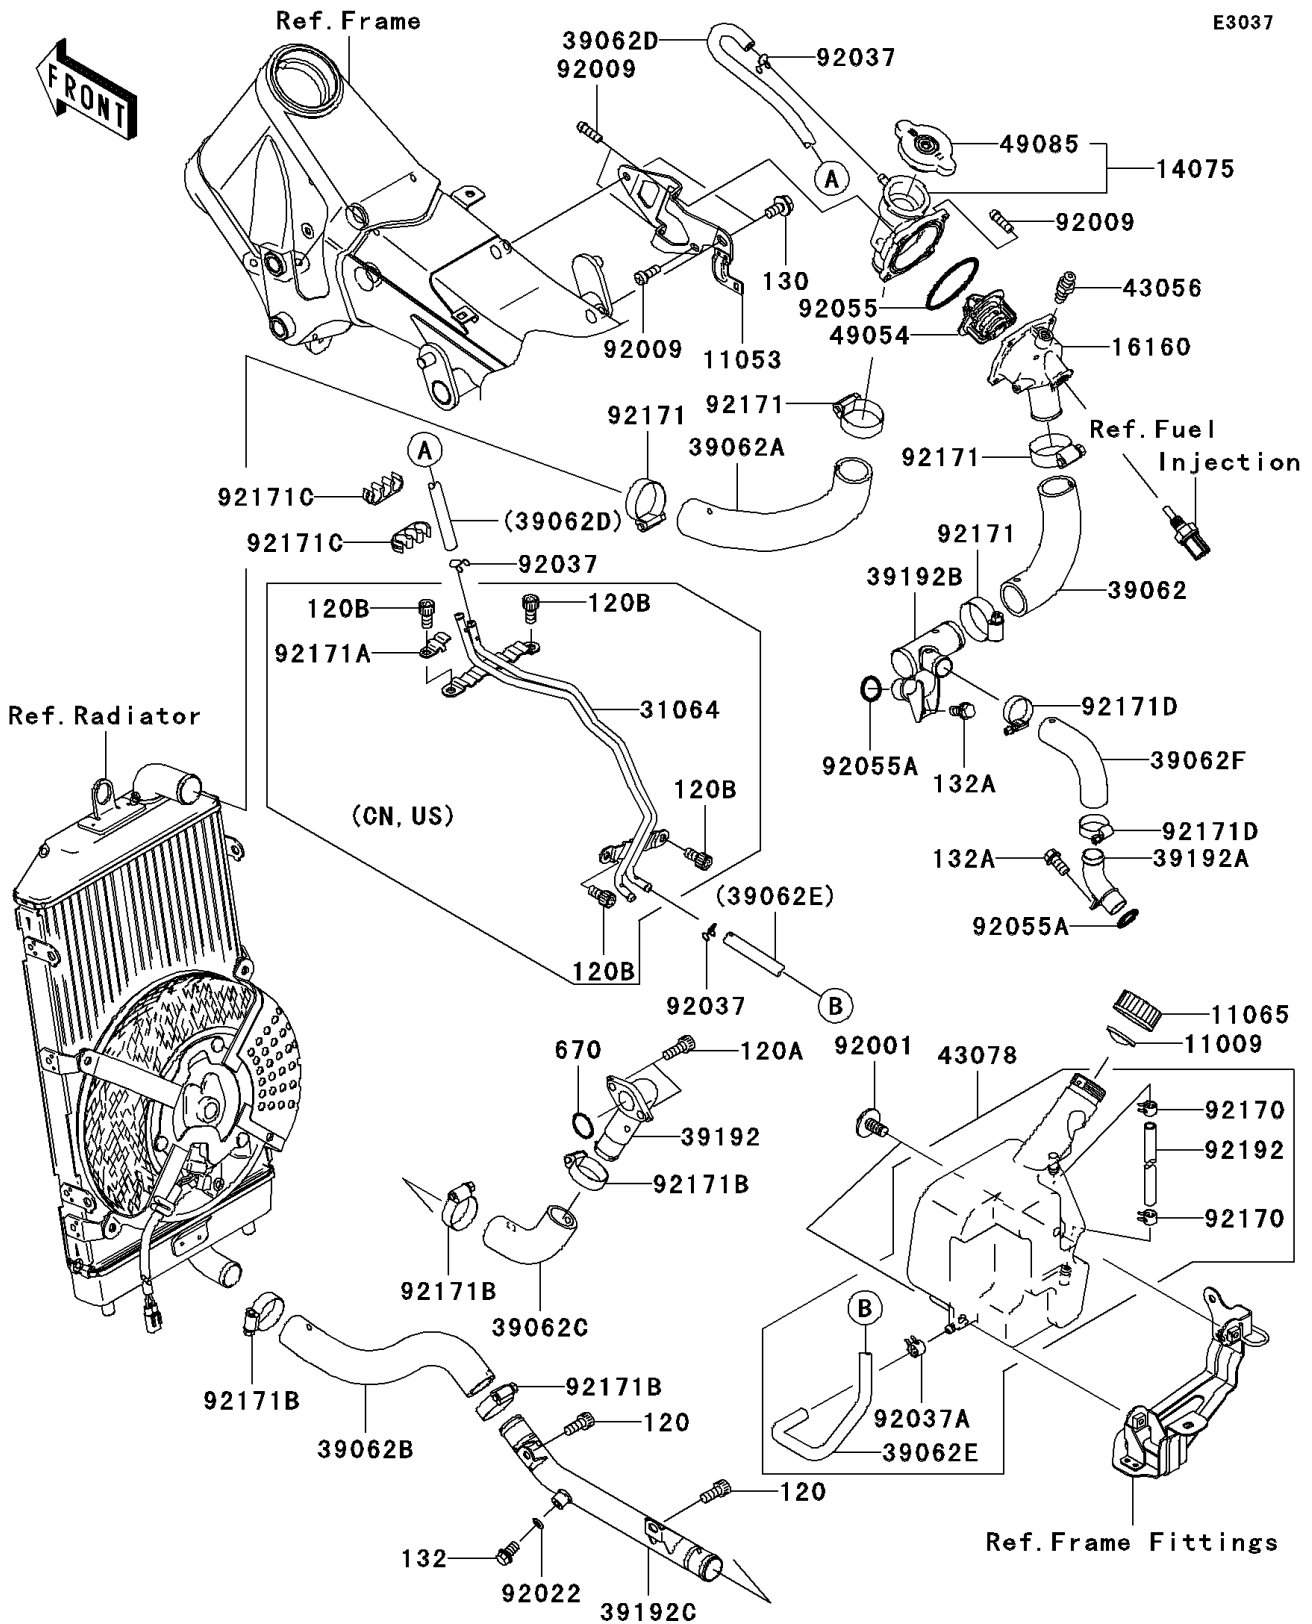 E3037
Ref.Frame
39062D
92037
92009
FRONT
49085
14075
A
92009
130
92055
43056
49054
16160
92009
11053
92171
92171
39062A
Ref.Fuel
Injection
92171
A
92171C
(39062D)
92171C
92037
92171
39192B
39062
120B
120B
92171A
31064
92171D
Ref.Radiator
92055A
132A
39062F
120B
(CN,US)
92171D
132A
39192A
(39062E)
92055A
120B
92037
B
11065
92001
43078
11009
670
120A
92170
39192
92192
92171B
92170
92171B
39062C
B
92171B
92171B
120
92037A
39062B
39062E
120
Ref.Frame Fittings
132
92022
39192C